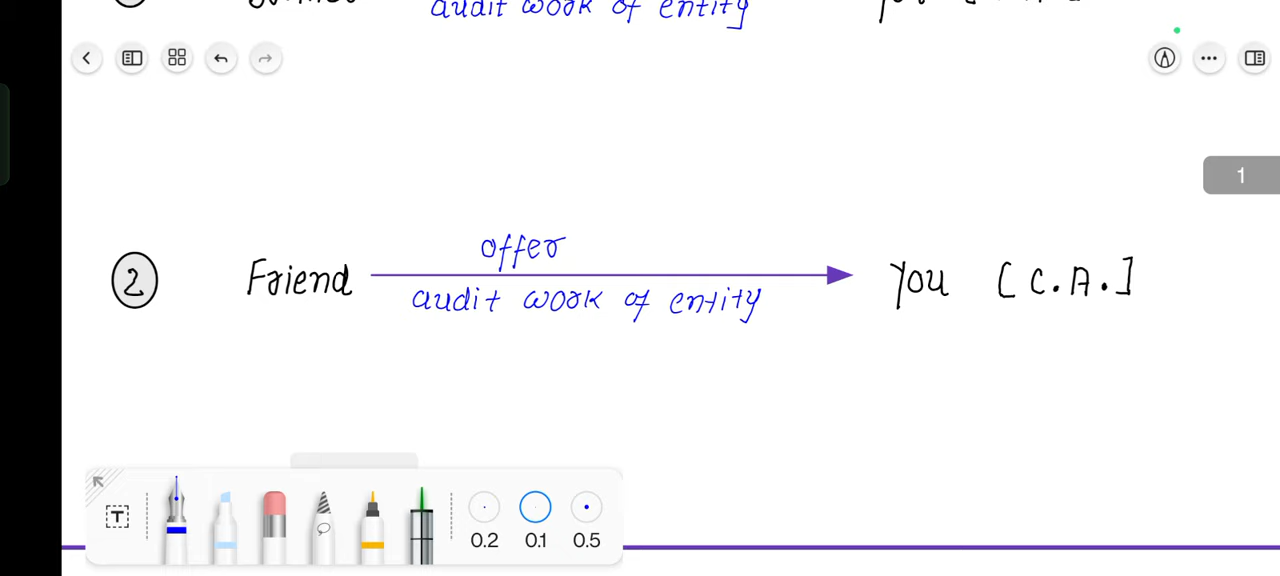 audit work of entity
1
2 Friend offer you [C.A.]
audit work of entity
T
0.2 0.1 0.5